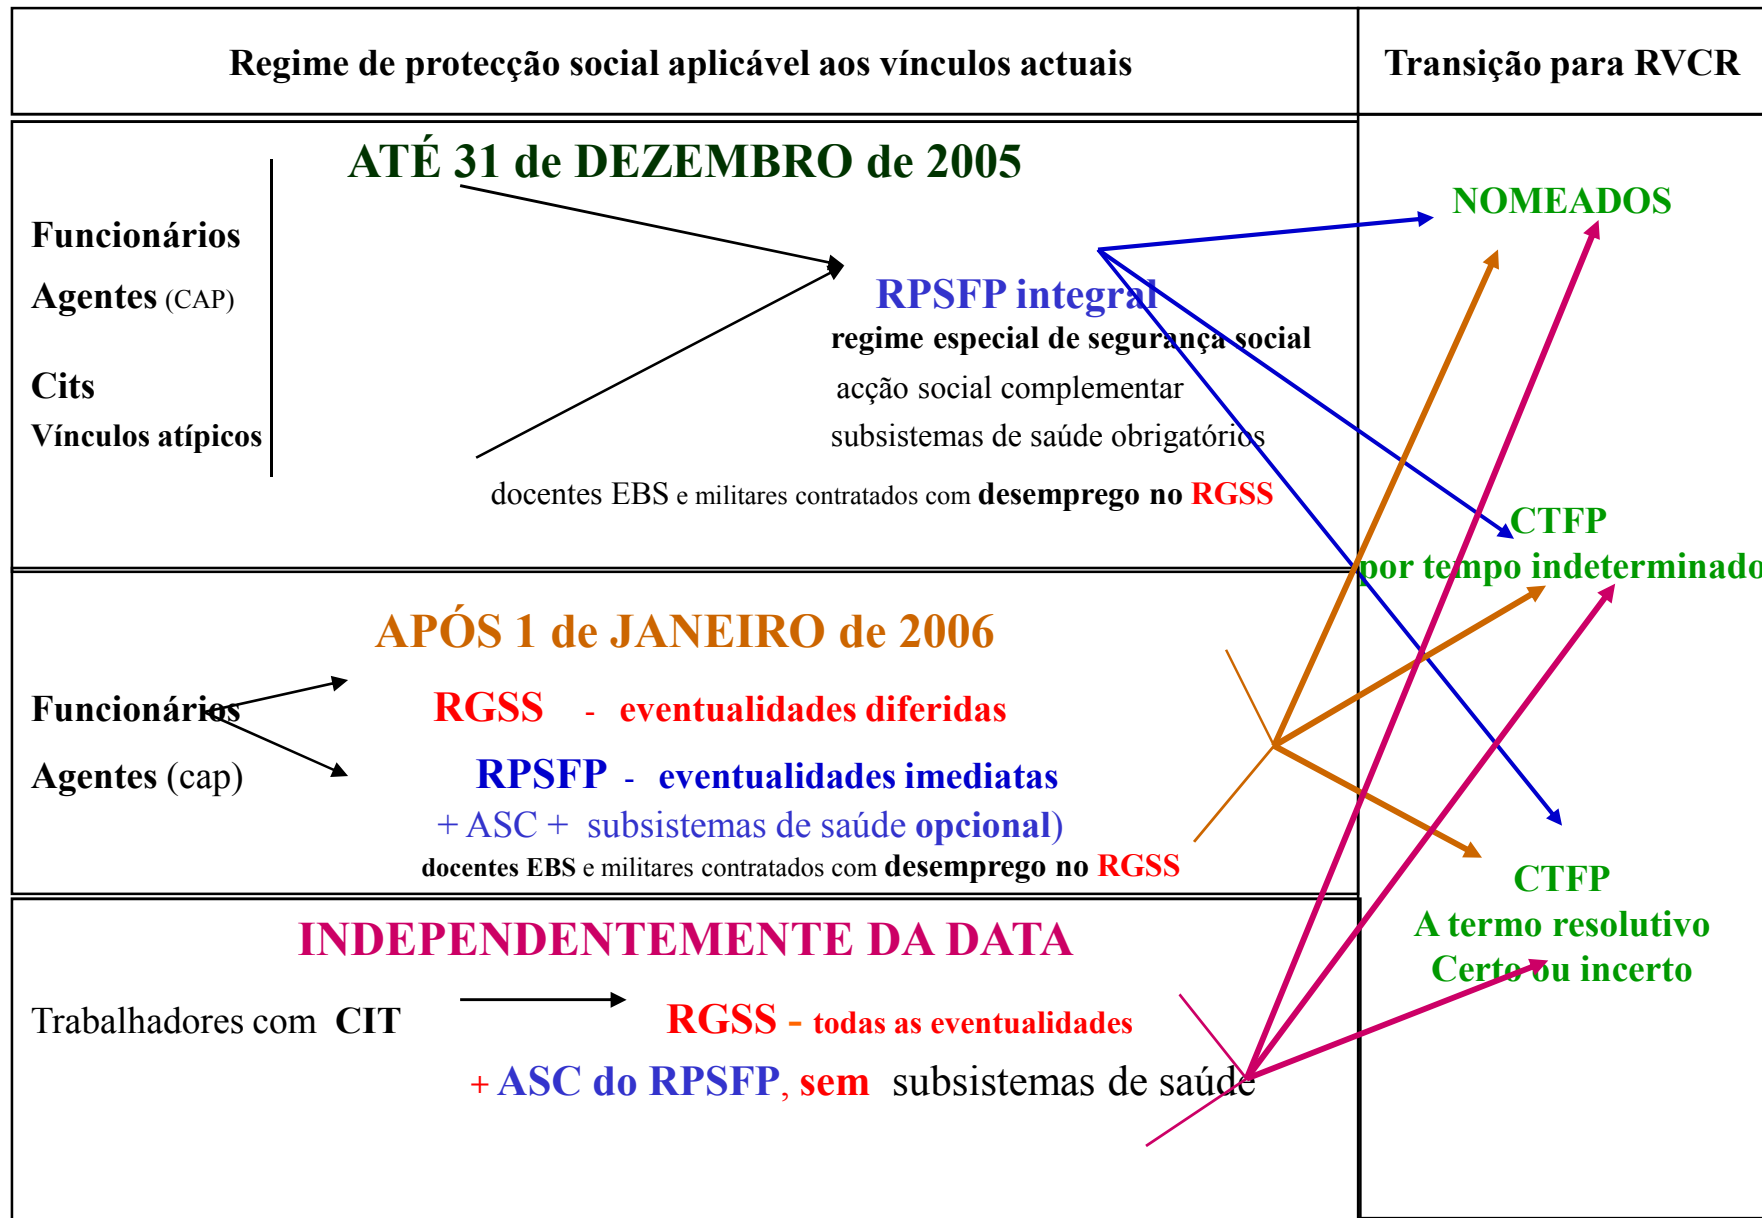 Regime de protecção social aplicável aos vínculos actuais
Transição para RVCR
ATÉ 31 de DEZEMBRO de 2005
Funcionários
Agentes (CAP)
Cits
Vínculos atípicos
RPSFP integral
regime especial de segurança social
acção social complementar
subsistemas de saúde obrigatórios
docentes EBS e militares contratados com desemprego no RGSS
NOMEADOS
CTFP
por tempo indeterminado
APÓS 1 de JANEIRO de 2006
Funcionários
RGSS - eventualidades diferidas
Agentes (cap)
RPSFP - eventualidades imediatas
+ ASC + subsistemas de saúde opcional)
docentes EBS e militares contratados com desemprego no RGSS
CTFP
A termo resolutivo
Certo ou incerto
INDEPENDENTEMENTE DA DATA
Trabalhadores com CIT
RGSS - todas as eventualidades
+ ASC do RPSFP, sem subsistemas de saúde